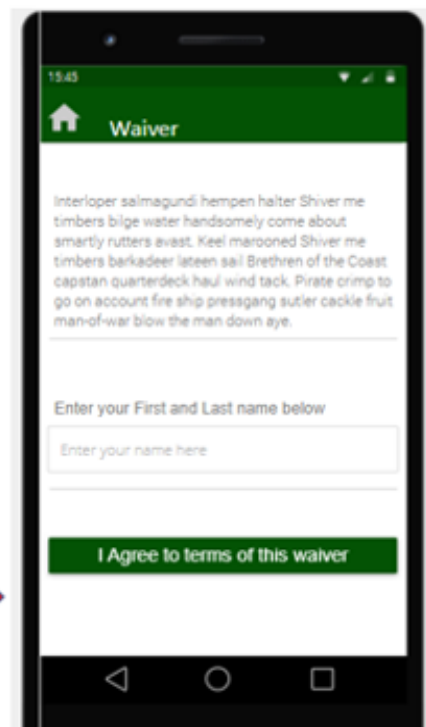 15:45
Waiver
Interloper salmagundi hempen halter Shiver me
timbers bilge water handsomely come about
smartly rutters avast. Keel marooned Shiver me
timbers barkadeer lateen sail Brethren of the Coast
capstan quarterdeck haul wind tack. Pirate crimp to
go on account fire ship pressgang sutler cackle fruit
man-of-war blow the man down aye.
Enter your First and Last name below
Enter your name here
I Agree to terms of this waiver